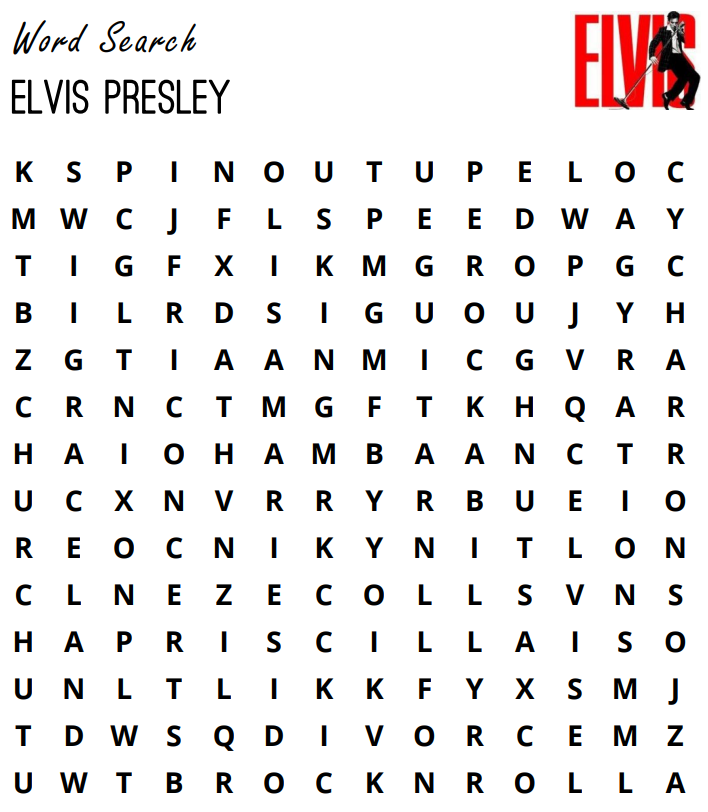 Word Search
ELVIS
ELVIS PRESLEY
K S P I N O U T U P E L O C
M W C J F L S P E E D W A Y
T I G F X I K M G R O P G C
B I L R D S I G U O U J Y H
Z G T I A A N M I C G V R A
C R N C T M G F T K H Q A R
H A I O H A M B A A N C T R
U C X N V R R Y R B U E I O
R E O C N I K Y N I T L O N
C L N E Z E C O L L S V N S
H A P R I S C I L L A I S O
U N L T L I K K F Y X S M J
T D W S Q D I V O R C E M Z
U W T B R O C K N R O L L A